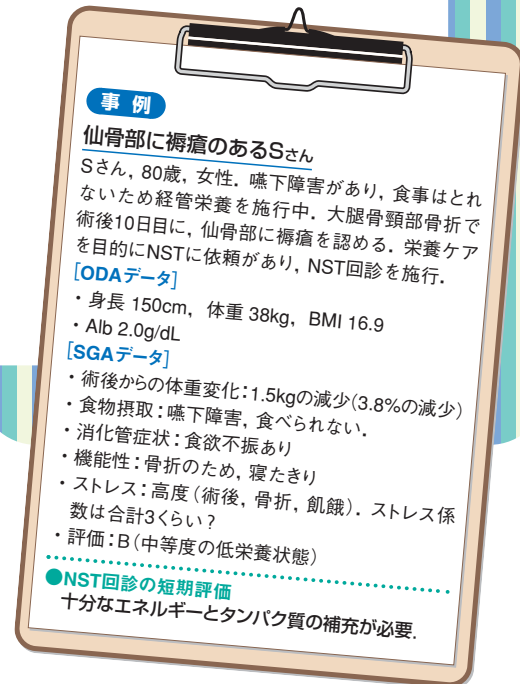 事 例
仙骨部に褥瘡のあるSさん
Sさん，80歳，女性．嚥下障害があり，食事はとれ
ないため経管栄養を施行中．大腿骨頸部骨折で
術後10日目に，仙骨部に褥瘡を認める．栄養ケア
を目的にNSTに依頼があり，NST回診を施行．
［ODAデータ］
・身長 150cm，体重 38kg，BMI 16.9
・Alb 2.0g/dL
［SGAデータ］
・術後からの体重変化：1.5kgの減少（3.8%の減少）
・食物摂取：嚥下障害，食べられない．
・消化管症状：食欲不振あり
・機能性：骨折のため，寝たきり
・ストレス：高度（術後，骨折，飢餓）．ストレス係
数は合計3くらい？
・評価：B（中等度の低栄養状態）
●NST回診の短期評価
十分なエネルギーとタンパク質の補充が必要．